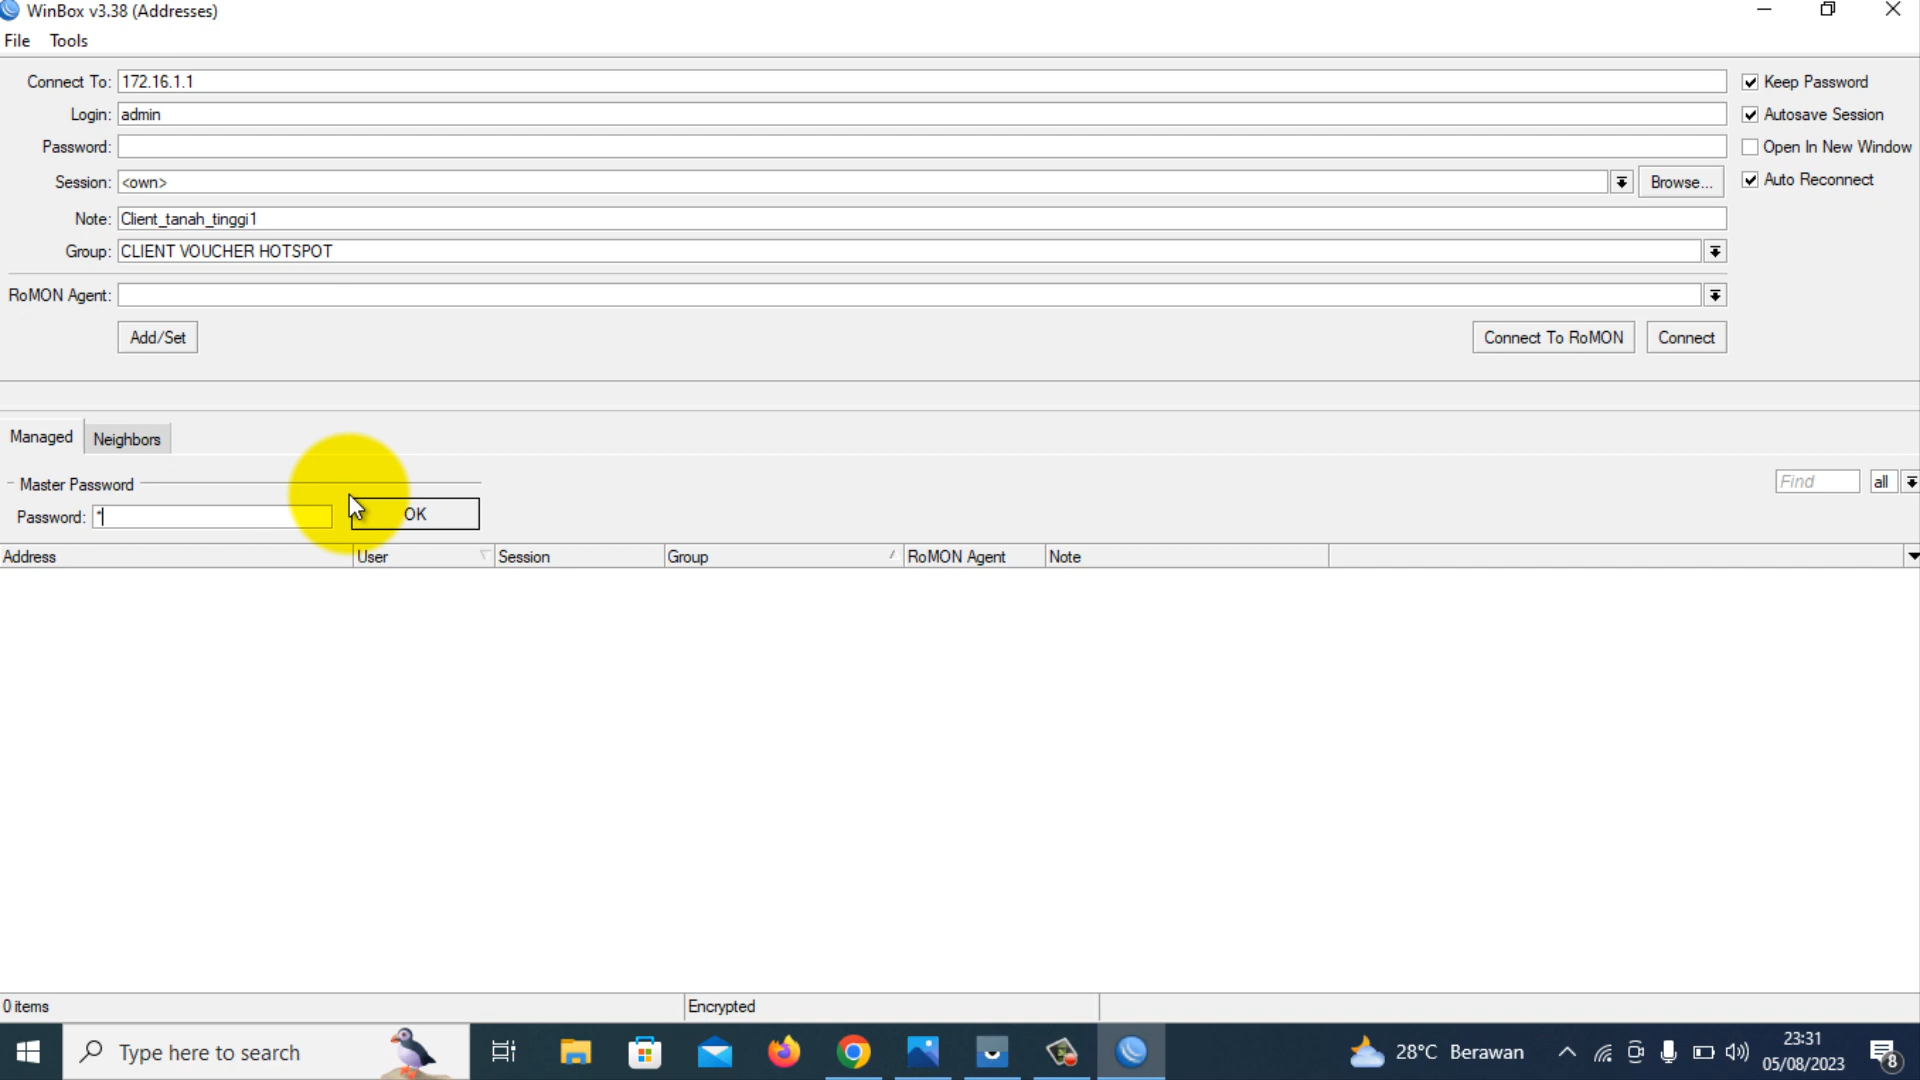 WinBox v3.38 (Addresses)
File Tools
Connect To: 172.16.1.1
Keep Password
Login: admin
Autosave Session
Password:
Open In New Window
Session: <own>
Browse...
Auto Reconnect
Note: Client_tanah_tinggi1
Group: CLIENT VOUCHER HOTSPOT
RoMON Agent:
Add/Set
Connect To RoMON
Connect
Managed
Neighbors
Master Password
Find
all
Password: *
OK
Address User Session Group RoMON Agent Note
0 items
Encrypted
Type here to search
28°C Berawan
23:31
05/08/2023
8